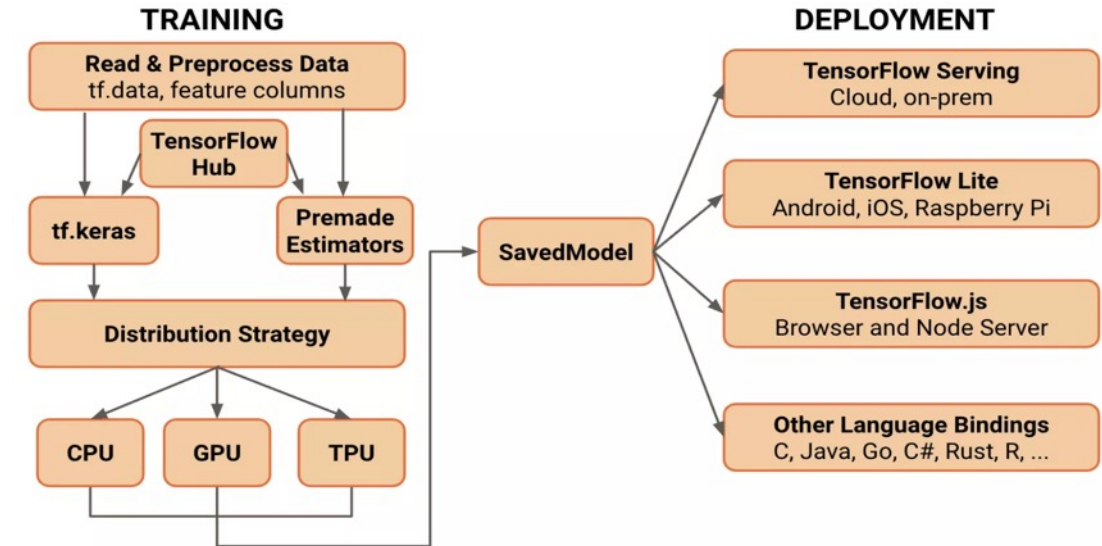 TRAINING
Read & Preprocess Data
tf.data, feature columns
TensorFlow
Hub
tf.keras
Premade
Estimators
Distribution Strategy
CPU
GPU
TPU
SavedModel
DEPLOYMENT
TensorFlow Serving
Cloud, on-prem
TensorFlow Lite
Android, iOS, Raspberry Pi
TensorFlow.js
Browser and Node Server
Other Language Bindings
C, Java, Go, C#, Rust, R, ...